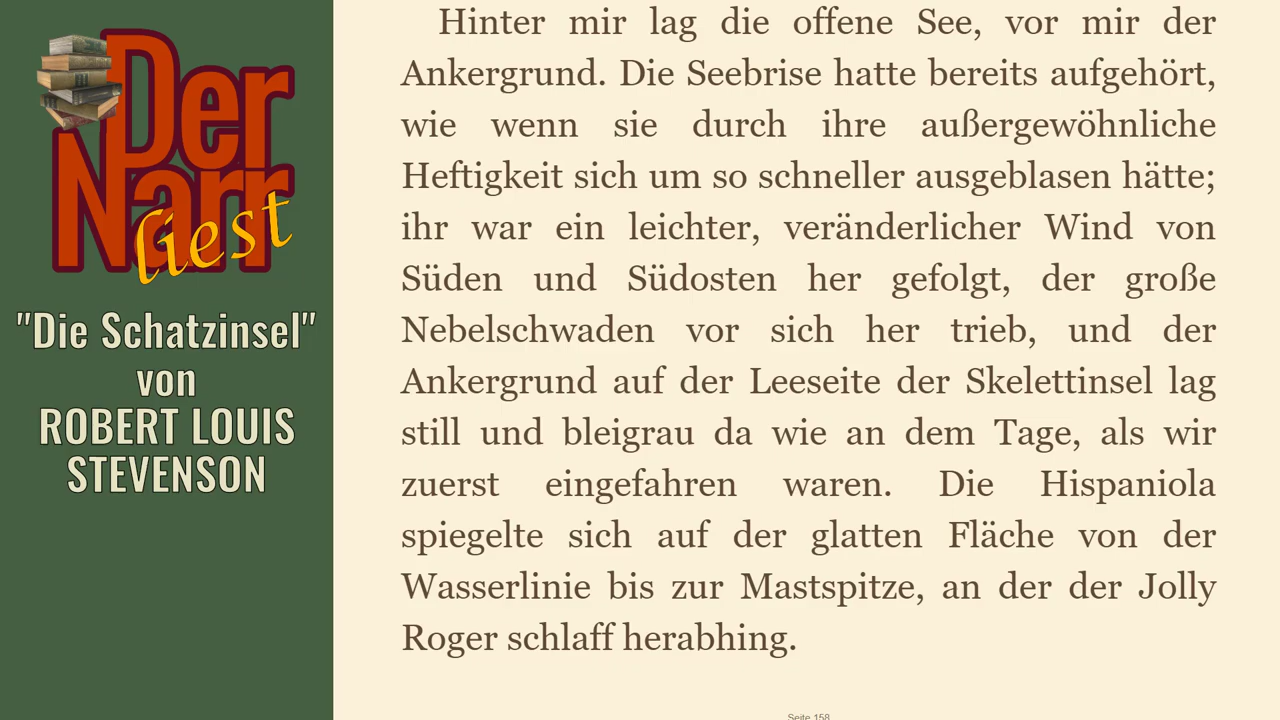 Der
Narr
liest
"Die Schatzinsel"
von
ROBERT LOUIS
STEVENSON
Hinter mir lag die offene See, vor mir der
Ankergrund. Die Seebrise hatte bereits aufgehört,
wie wenn sie durch ihre außergewöhnliche
Heftigkeit sich um so schneller ausgeblasen hätte;
ihr war ein leichter, veränderlicher Wind von
Süden und Südosten her gefolgt, der große
Nebelschwaden vor sich her trieb, und der
Ankergrund auf der Leeseite der Skelettinsel lag
still und bleigrau da wie an dem Tage, als wir
zuerst eingefahren waren. Die Hispaniola
spiegelte sich auf der glatten Fläche von der
Wasserlinie bis zur Mastspitze, an der der Jolly
Roger schlaff herabhing.
Seite 158